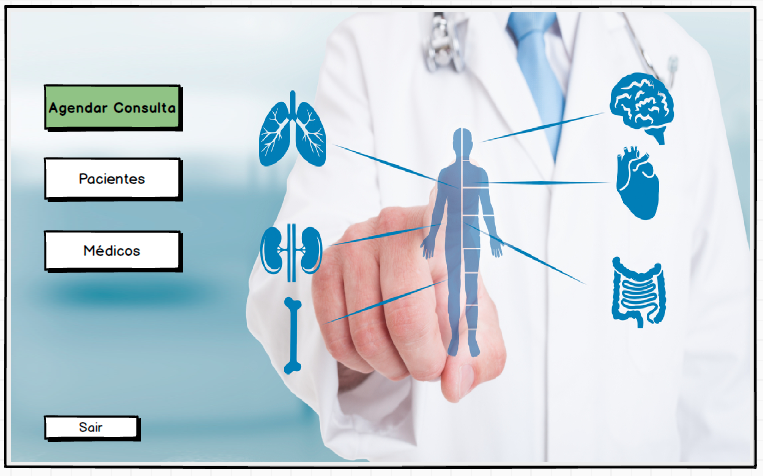 Agendar Consulta
Pacientes
Médicos
Sair